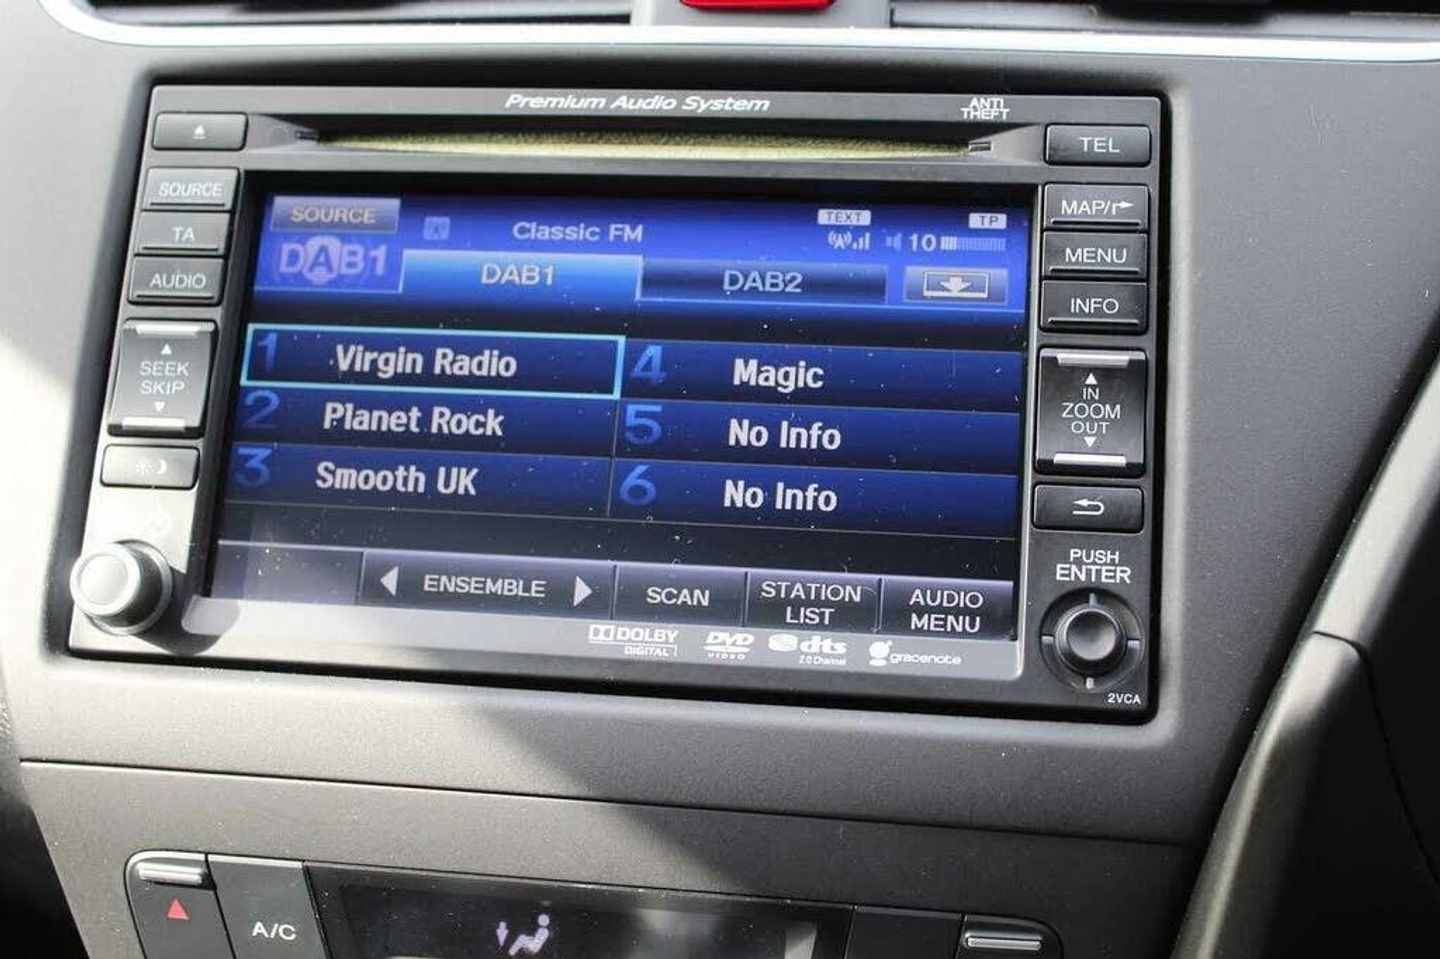 Premium Audio System
ANTI
THEFT
TEL
SOURCE
TA
AUDIO
SEEK
SKIP
SOURCE
DAB1
Classic FM
TEXT
TP
10
DAB1
DAB2
1 Virgin Radio
2 Planet Rock
3 Smooth UK
4 Magic
5 No Info
6 No Info
ENSEMBLE
SCAN
STATION
LIST
AUDIO
MENU
MAP/
MENU
INFO
IN
ZOOM
OUT
PUSH
ENTER
DOLBY
DIGITAL
DVD
VIDEO
dts
2.0 Channel
gracenote
2VCA
A/C